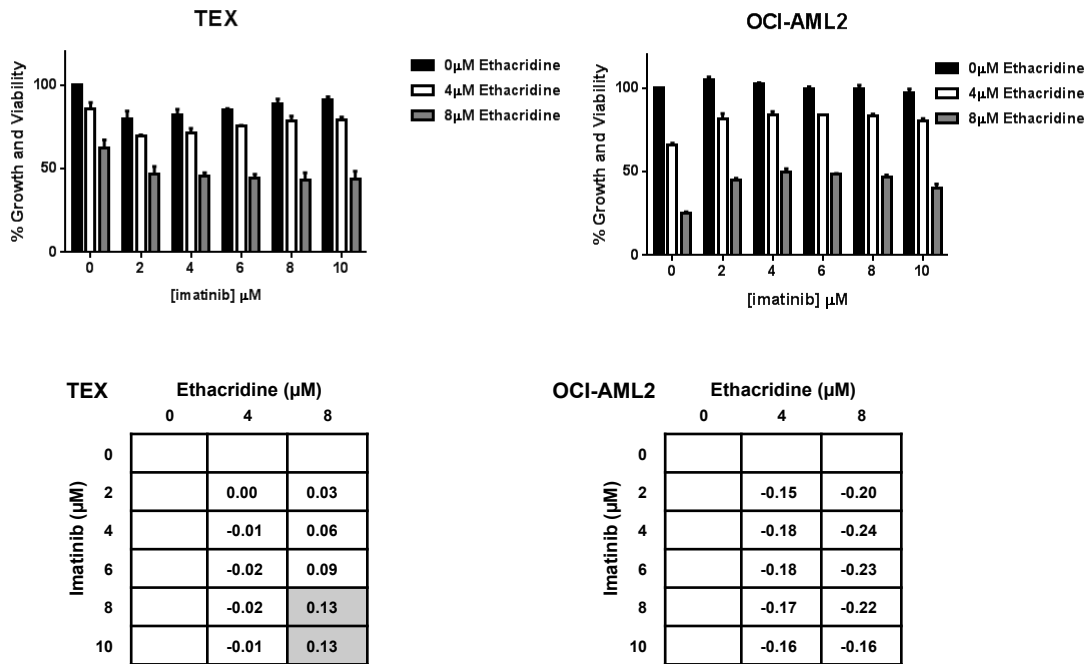 TEX
% Growth and Viability
100
50
0
0 2 4 6 8 10
[imatinib] µM
0µM Ethacridine
4µM Ethacridine
8µM Ethacridine
OCI-AML2
% Growth and Viability
100
50
0
0 2 4 6 8 10
[imatinib] µM
0µM Ethacridine
4µM Ethacridine
8µM Ethacridine
TEX
Ethacridine (µM)
0 4 8
Imatinib (µM)
0
2 0.00 0.03
4 -0.01 0.06
6 -0.02 0.09
8 -0.02 0.13
10 -0.01 0.13
OCI-AML2
Ethacridine (µM)
0 4 8
Imatinib (µM)
0
2 -0.15 -0.20
4 -0.18 -0.24
6 -0.18 -0.23
8 -0.17 -0.22
10 -0.16 -0.16